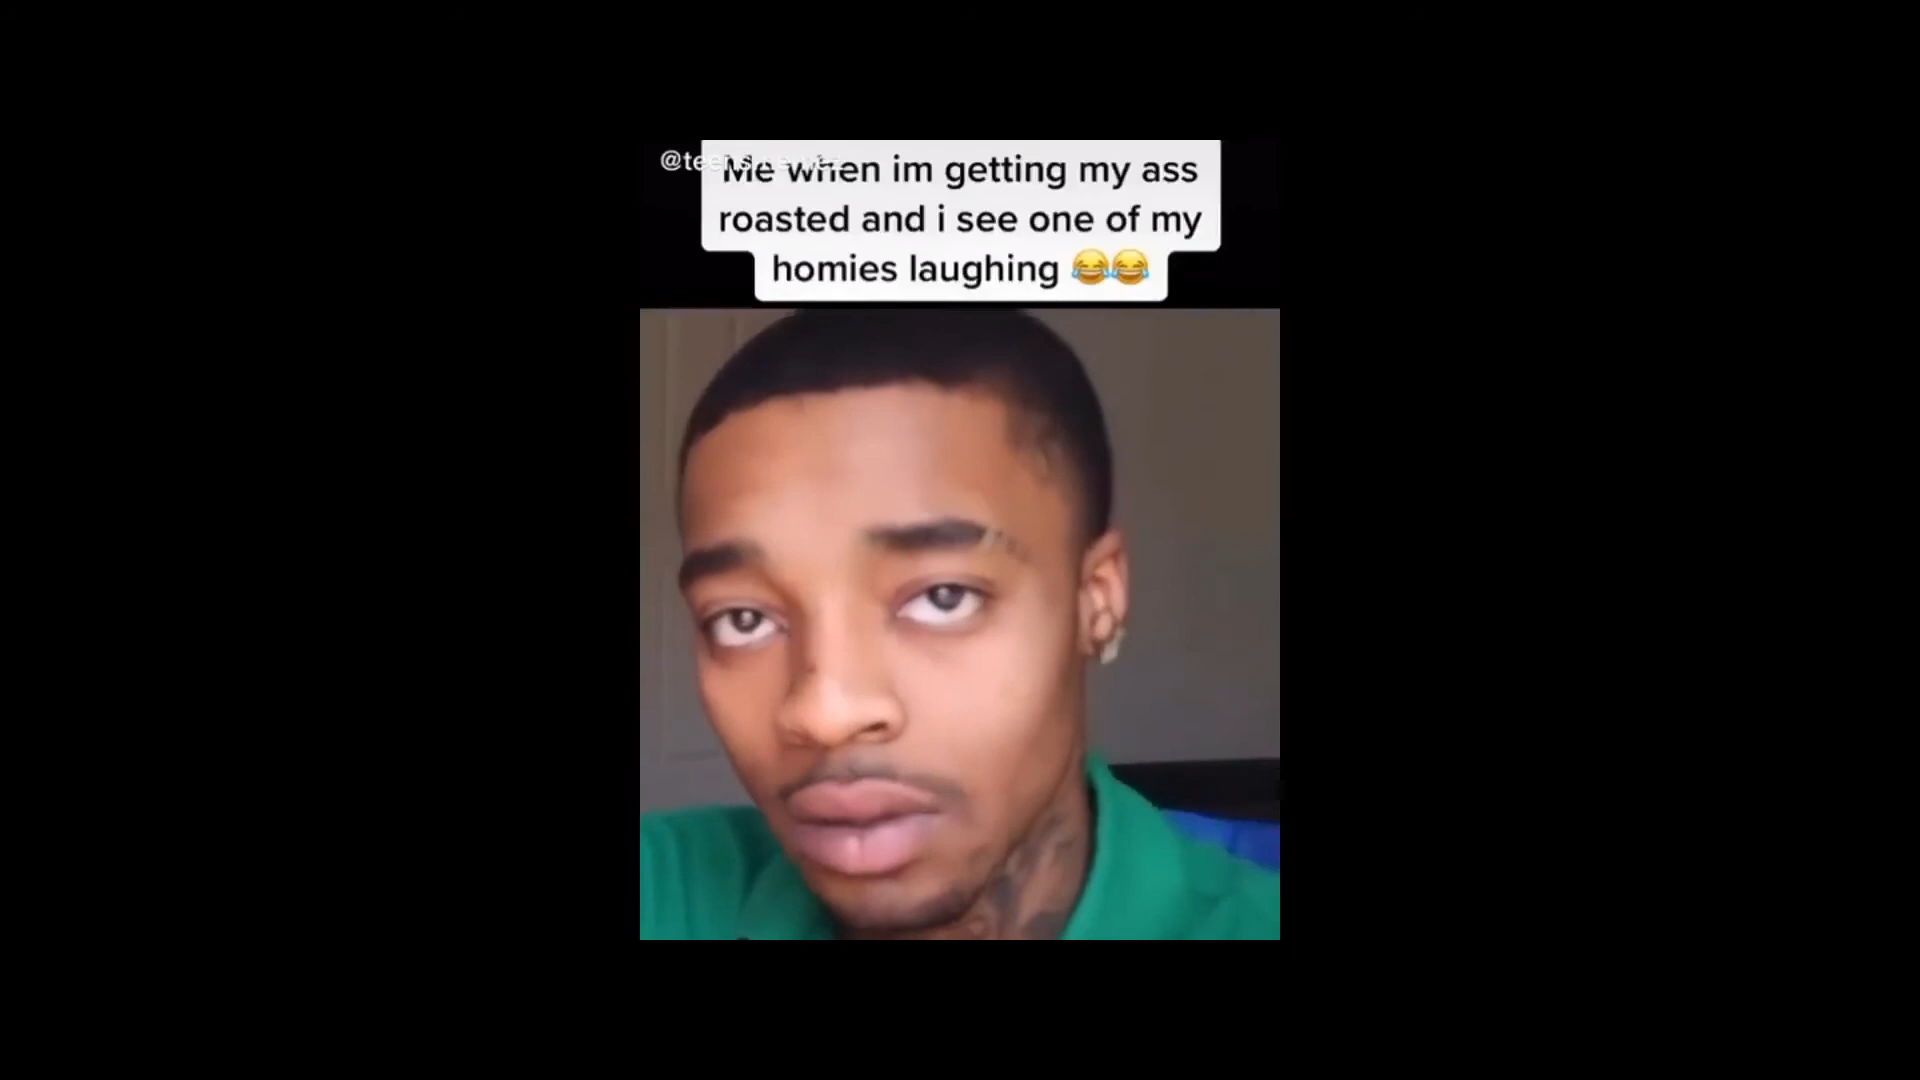 Me when im getting my ass
roasted and i see one of my
homies laughing 😂😂